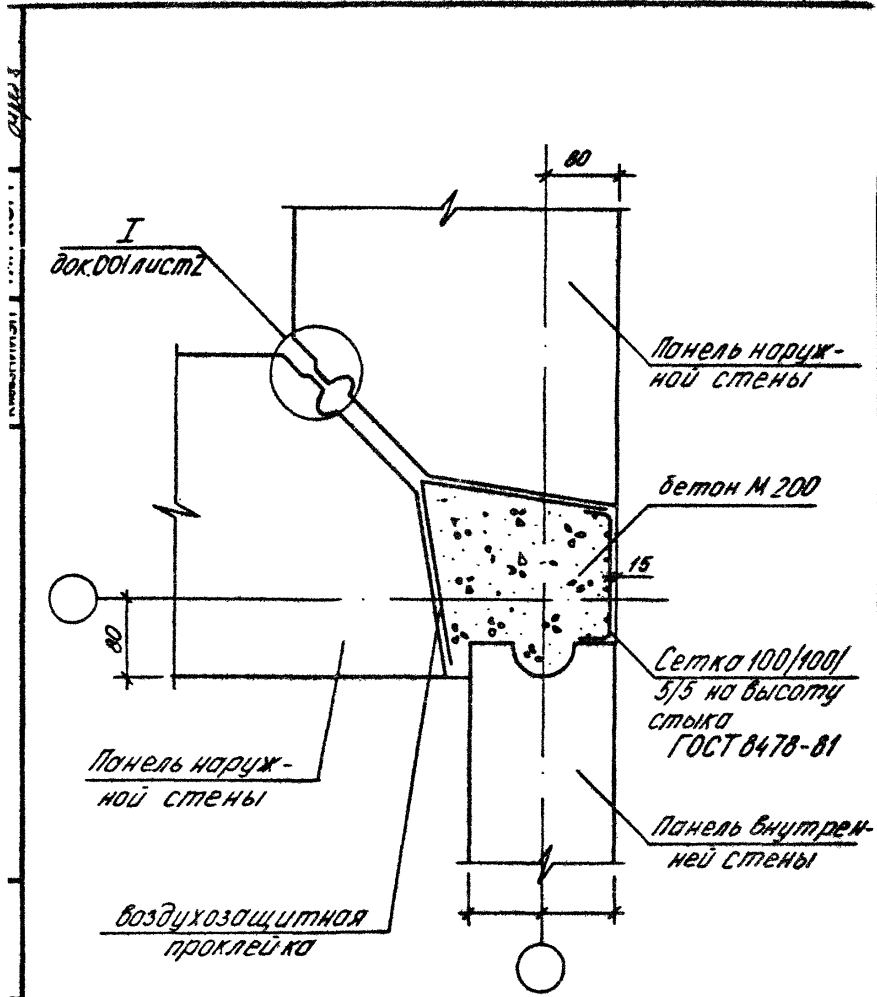 80
I
док.001 лист2
Панель наруж-
ной стены
бетон М 200
15
80
Сетка 100/100/
5/5 на высоту
стыка
ГОСТ 8478-81
Панель наруж-
ной стены
Панель внутрен-
ней стены
воздухозащитная
проклейка